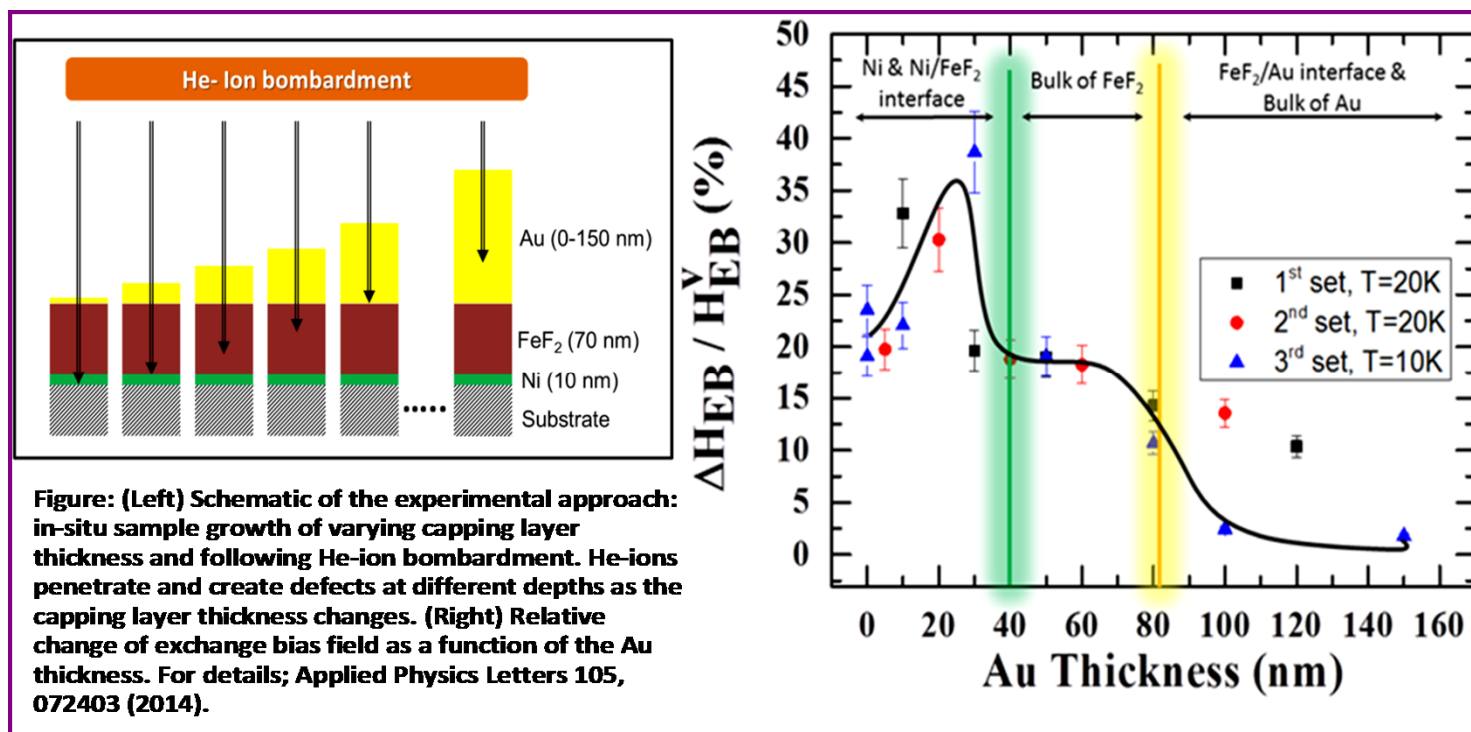 He- Ion bombardment
Au (0-150 nm)
FeF₂ (70 nm)
Ni (10 nm)
Substrate
Figure: (Left) Schematic of the experimental approach:
in-situ sample growth of varying capping layer
thickness and following He-ion bombardment. He-ions
penetrate and create defects at different depths as the
capping layer thickness changes. (Right) Relative
change of exchange bias field as a function of the Au
thickness. For details; Applied Physics Letters 105,
072403 (2014).
ΔH_EB / H^v_EB (%)
50
45
40
35
30
25
20
15
10
5
0
Ni & Ni/FeF₂
interface
Bulk of FeF₂
FeF₂/Au interface &
Bulk of Au
1st set, T=20K
2nd set, T=20K
3rd set, T=10K
0 20 40 60 80 100 120 140 160
Au Thickness (nm)